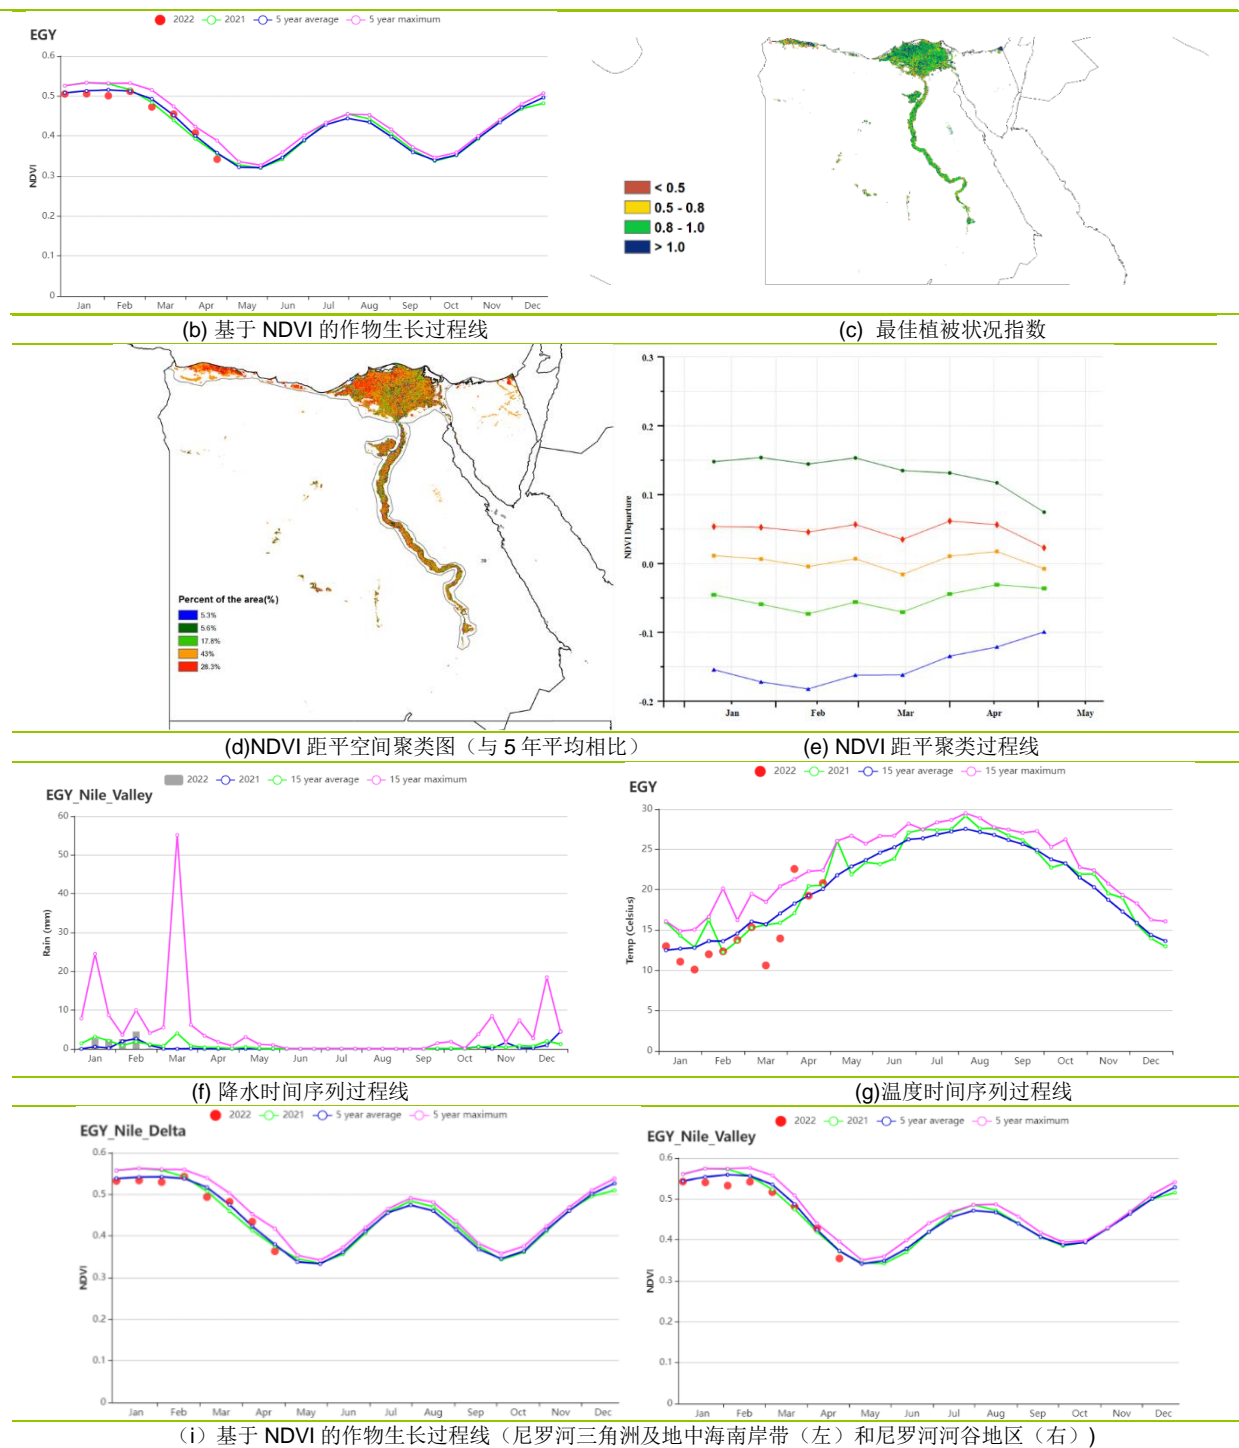 2022 2021 5 year average 5 year maximum
EGY
0.6
0.5
0.4
0.3
0.2
0.1
0
NDVI
Jan Feb Mar Apr May Jun Jul Aug Sep Oct Nov Dec
< 0.5
0.5 - 0.8
0.8 - 1.0
> 1.0
(b) 基于 NDVI 的作物生长过程线
(c) 最佳植被状况指数
Percent of the area(%)
5.3%
5.6%
17.8%
43%
28.3%
0.3
0.2
0.1
0.0
-0.1
-0.2
NDVI Departure
Jan Feb Mar Apr May
(d)NDVI 距平空间聚类图（与 5 年平均相比）
(e) NDVI 距平聚类过程线
2022 2021 15 year average 15 year maximum
EGY_Nile_Valley
60
50
40
30
20
10
0
Rain (mm)
Jan Feb Mar Apr May Jun Jul Aug Sep Oct Nov Dec
2022 2021 15 year average 15 year maximum
EGY
30
25
20
15
10
5
0
Temp (Celsius)
Jan Feb Mar Apr May Jun Jul Aug Sep Oct Nov Dec
(f) 降水时间序列过程线
(g)温度时间序列过程线
2022 2021 5 year average 5 year maximum
EGY_Nile_Delta
0.6
0.5
0.4
0.3
0.2
0.1
0
NDVI
Jan Feb Mar Apr May Jun Jul Aug Sep Oct Nov Dec
2022 2021 5 year average 5 year maximum
EGY_Nile_Valley
0.6
0.5
0.4
0.3
0.2
0.1
0
NDVI
Jan Feb Mar Apr May Jun Jul Aug Sep Oct Nov Dec
（i）基于 NDVI 的作物生长过程线（尼罗河三角洲及地中海南岸带（左）和尼罗河河谷地区（右）)